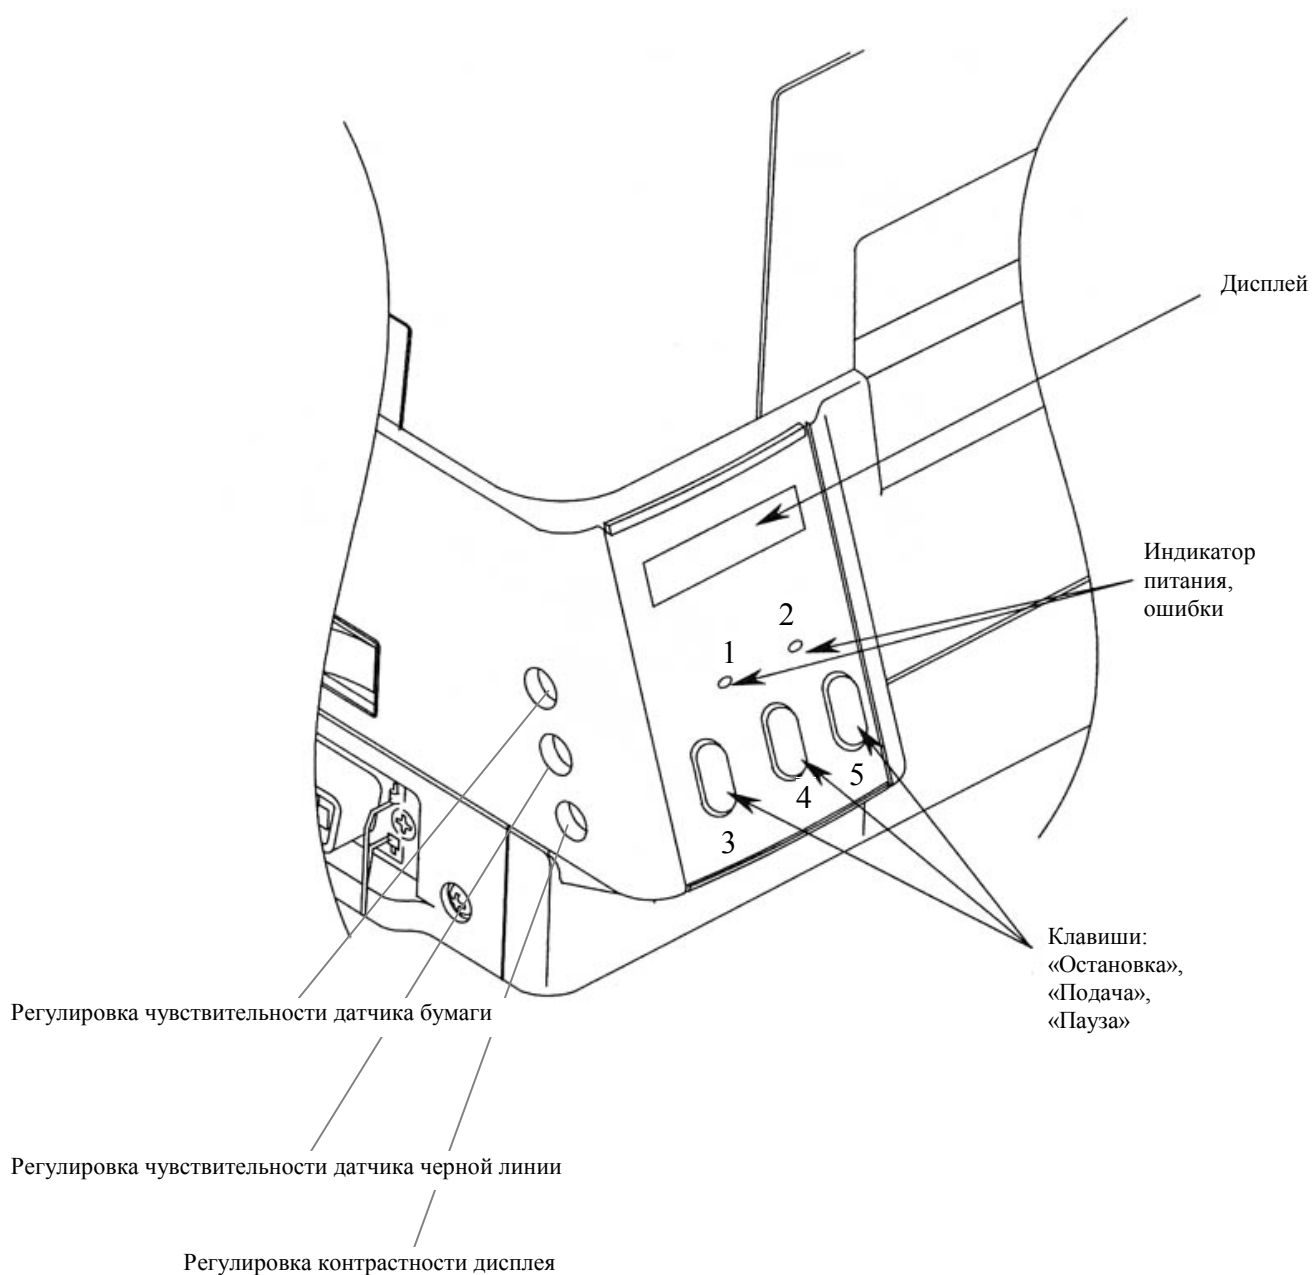 Дисплей
Индикатор
питания,
ошибки
2
1
5
4
3
Клавиши:
«Остановка»,
«Подача»,
«Пауза»
Регулировка чувствительности датчика бумаги
Регулировка чувствительности датчика черной линии
Регулировка контрастности дисплея